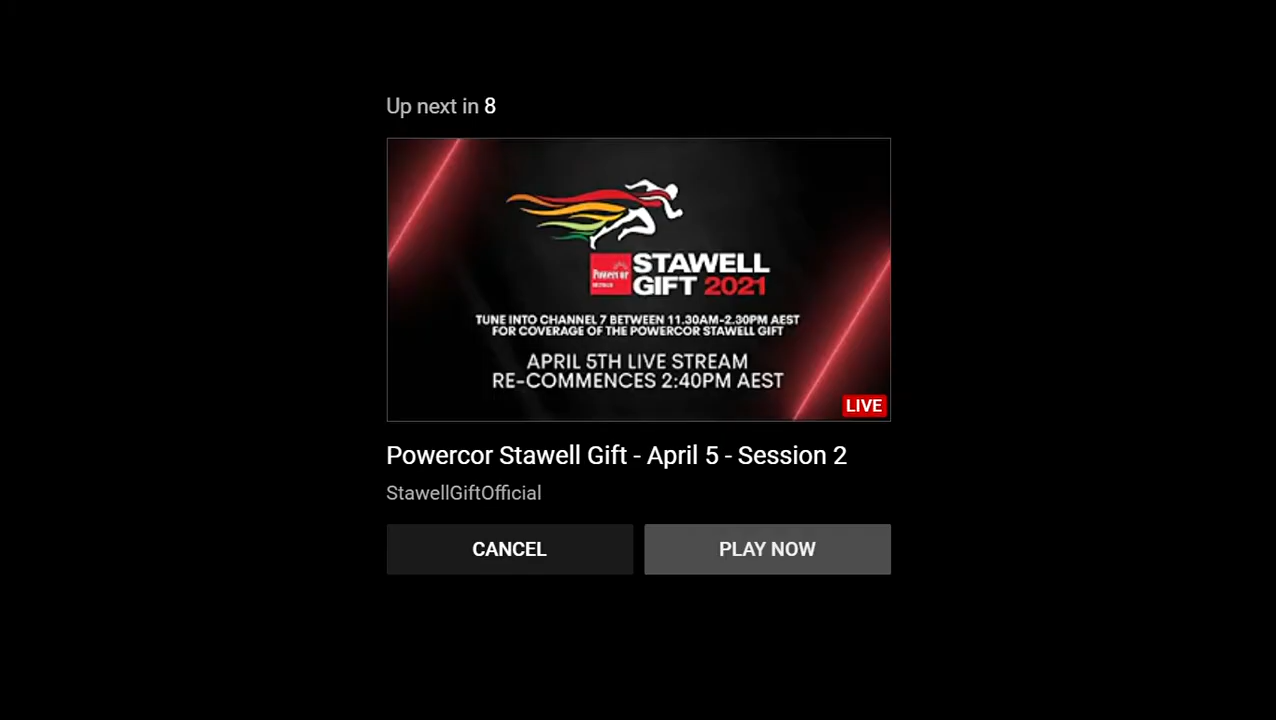 Up next in 8
Powercor
STAWELL
GIFT 2021
TUNE INTO CHANNEL 7 BETWEEN 11.30AM-2.30PM AEST
FOR COVERAGE OF THE POWERCOR STAWELL GIFT
APRIL 5TH LIVE STREAM
RE-COMMENCES 2:40PM AEST
LIVE
Powercor Stawell Gift - April 5 - Session 2
StawellGiftOfficial
CANCEL
PLAY NOW